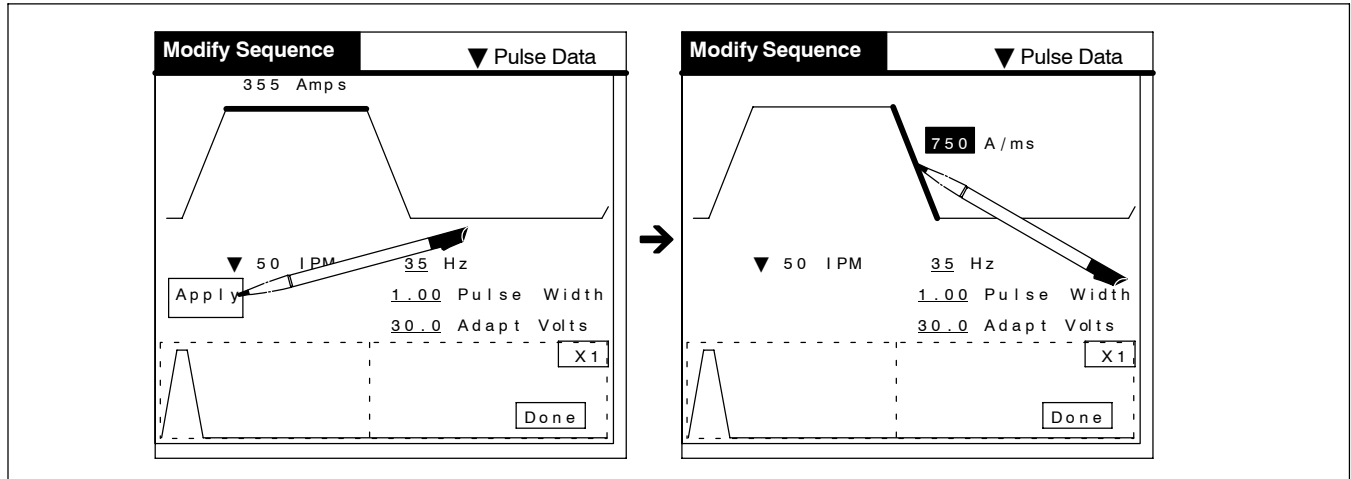 Modify Sequence
▼ Pulse Data
355 Amps
▼ 50 IPM
35 Hz
Apply
1.00 Pulse Width
30.0 Adapt Volts
X1
Done
➔
Modify Sequence
▼ Pulse Data
750 A/ms
▼ 50 IPM
35 Hz
1.00 Pulse Width
30.0 Adapt Volts
X1
Done